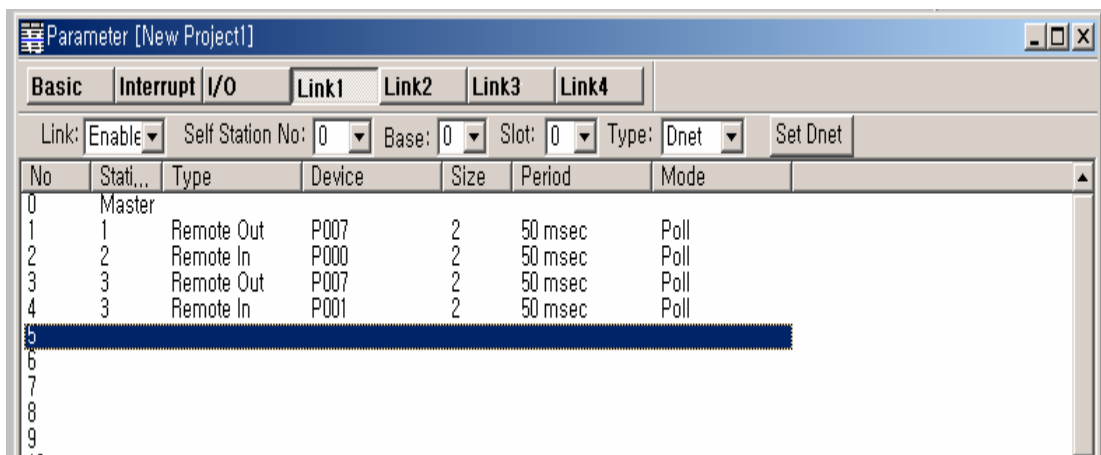 Parameter [New Project1]
Basic Interrupt I/O Link1 Link2 Link3 Link4
Link: Enable Self Station No: 0 Base: 0 Slot: 0 Type: Dnet Set Dnet
No Stati... Type Device Size Period Mode
0 Master
1 1 Remote Out P007 2 50 msec Poll
2 2 Remote In P000 2 50 msec Poll
3 3 Remote Out P007 2 50 msec Poll
4 3 Remote In P001 2 50 msec Poll
5
6
7
8
9